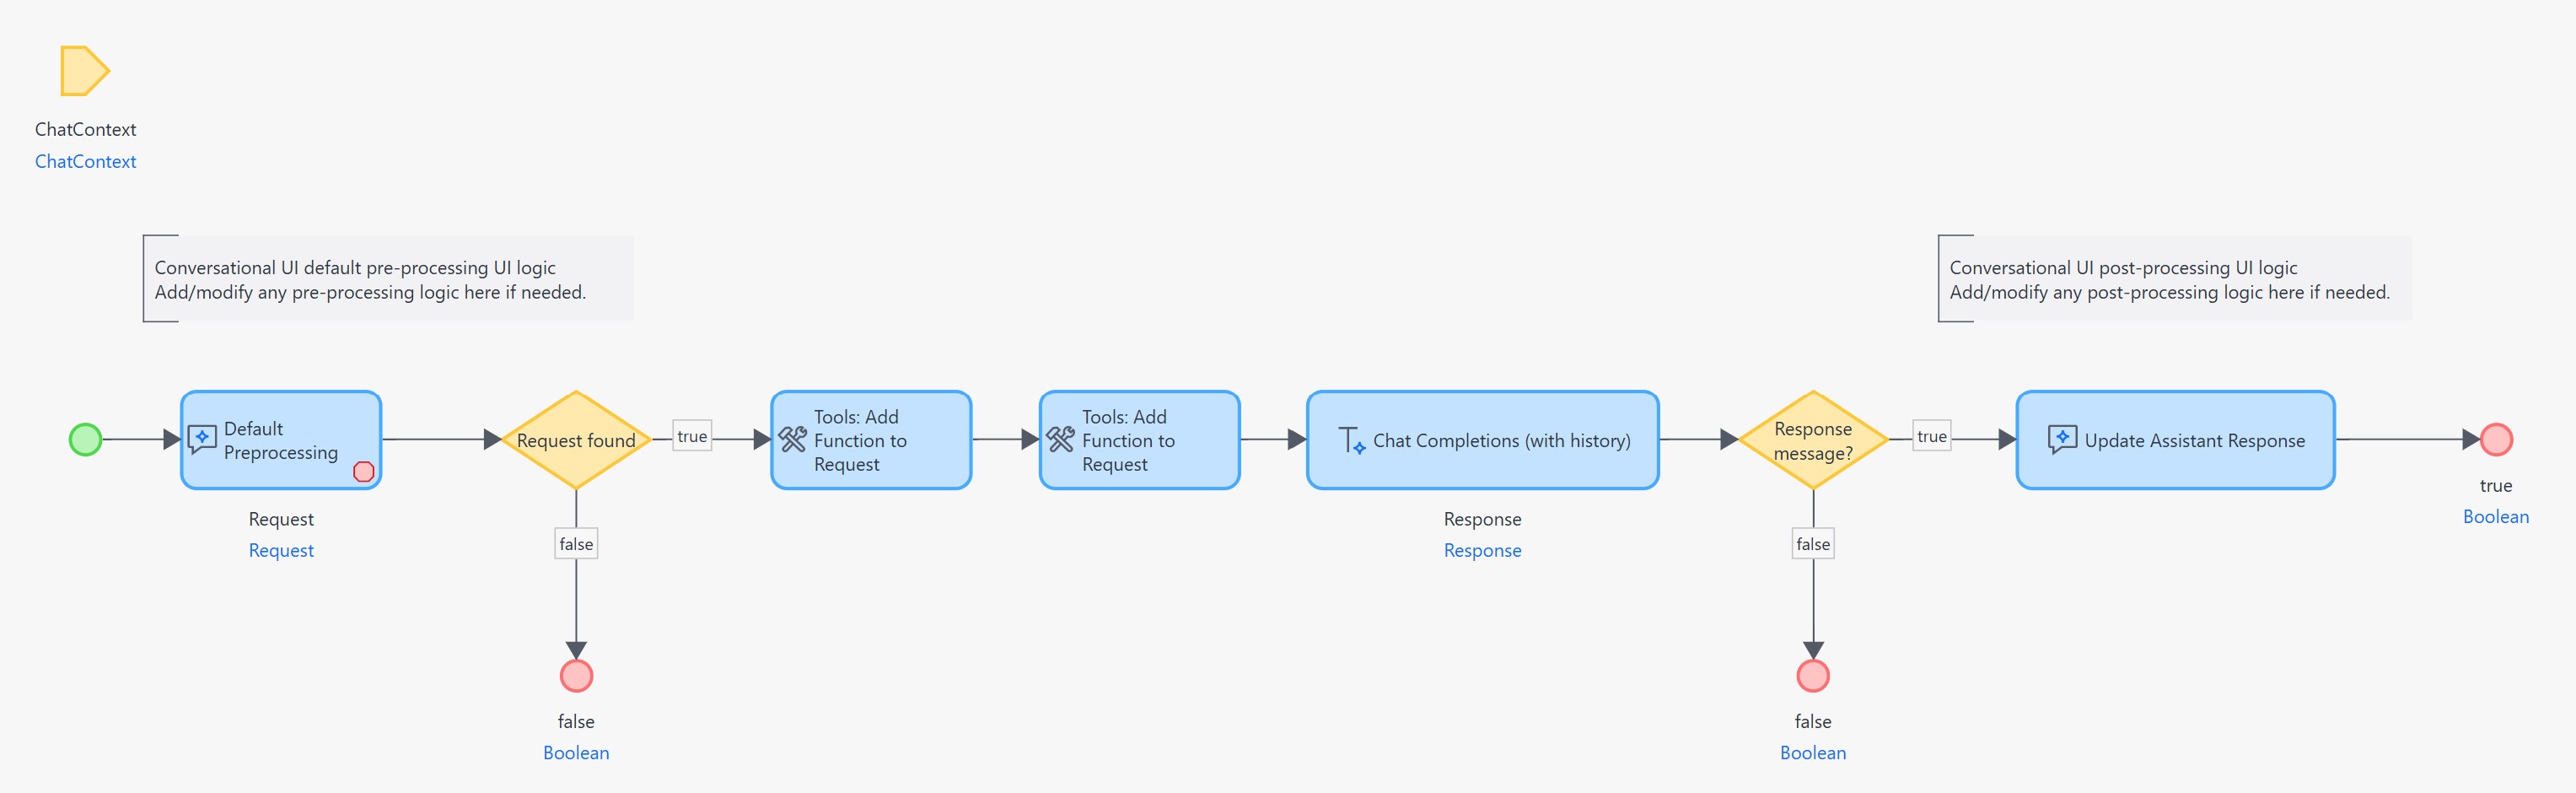 ChatContext
ChatContext
Conversational UI default pre-processing UI logic
Add/modify any pre-processing logic here if needed.
Conversational UI post-processing UI logic
Add/modify any post-processing logic here if needed.
Default
Preprocessing
Request
Request
Request found
true
false
false
Boolean
Tools: Add
Function to
Request
Tools: Add
Function to
Request
Chat Completions (with history)
Response
Response
Response
message?
true
false
false
Boolean
Update Assistant Response
true
Boolean